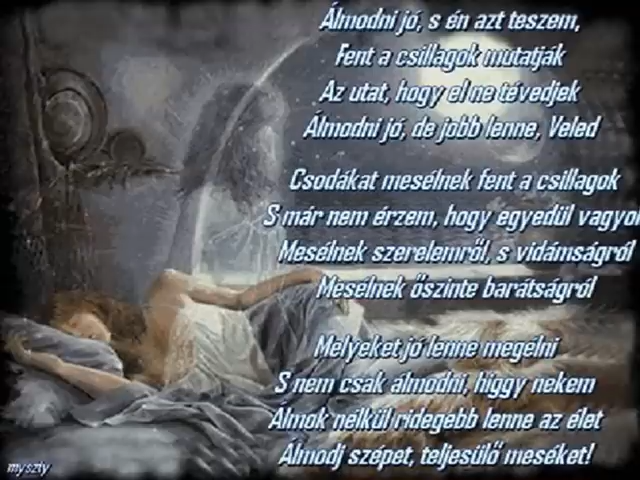 Álmodni jó, s én azt teszem,
Fent a csillagok mutatják
Az utat, hogy el ne tévedjek
Álmodni jó, de jobb lenne, Veled
Csodákat mesélnek fent a csillagok
S már nem érzem, hogy egyedül vagyo
Mesélnek szerelemről, s vidámságról
Mesélnek őszinte barátságról
Melyeket jó lenne megélni
S nem csak álmodni, higgy nekem
Álmok nélkül ridegebb lenne az élet
Álmodj szépet, teljesülő meséket!
myszty